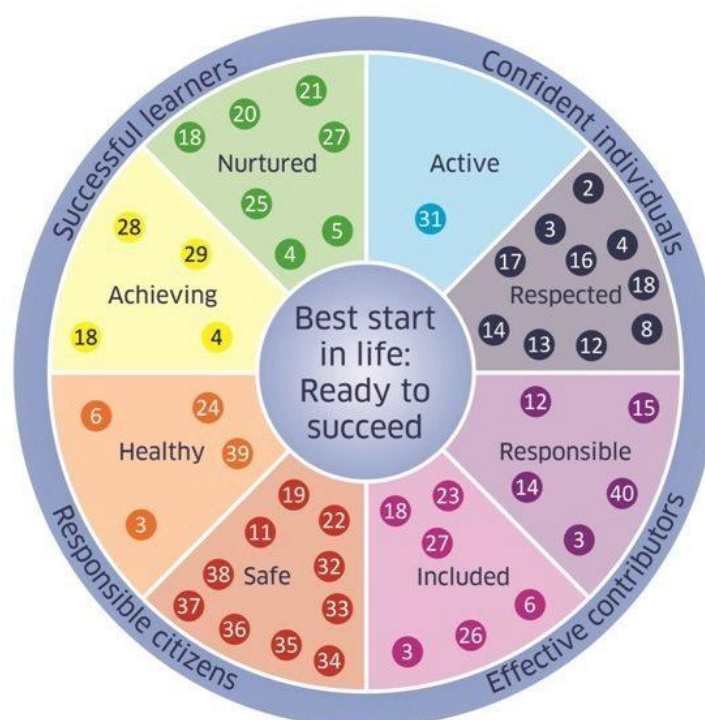 Successful learners
Confident individuals
Effective contributors
Responsible citizens
Best start
in life:
Ready to
succeed
Nurtured
18
20
21
27
25
5
4
Active
31
Respected
2
3
4
17
16
18
14
13
12
8
Responsible
12
15
14
40
3
Included
18
23
27
6
26
3
Safe
19
11
22
38
32
37
33
36
35
34
Healthy
6
24
39
3
Achieving
28
29
18
4